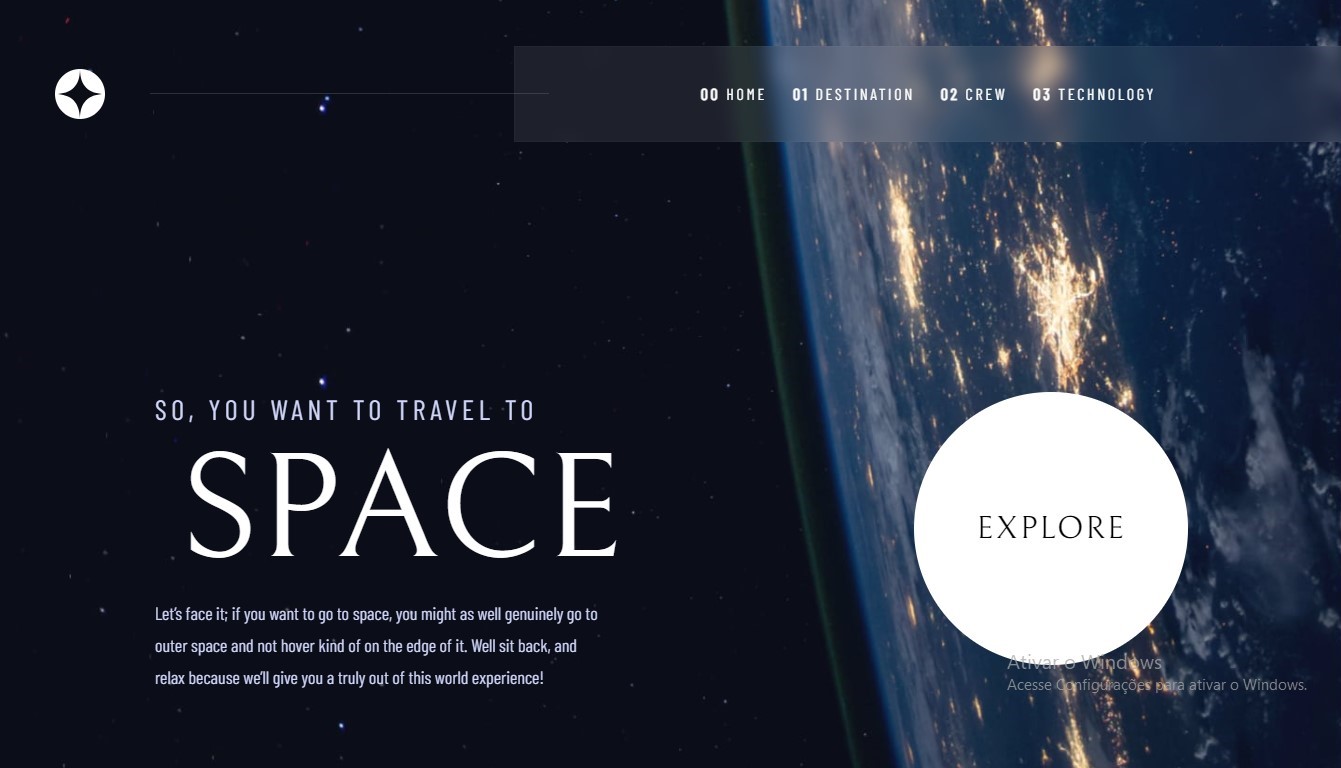 00 HOME 01 DESTINATION 02 CREW 03 TECHNOLOGY
SO, YOU WANT TO TRAVEL TO
SPACE
Let's face it; if you want to go to space, you might as well genuinely go to
outer space and not hover kind of on the edge of it. Well sit back, and
relax because we'll give you a truly out of this world experience!
EXPLORE
Ativar o Windows
Acesse Configurações para ativar o Windows.